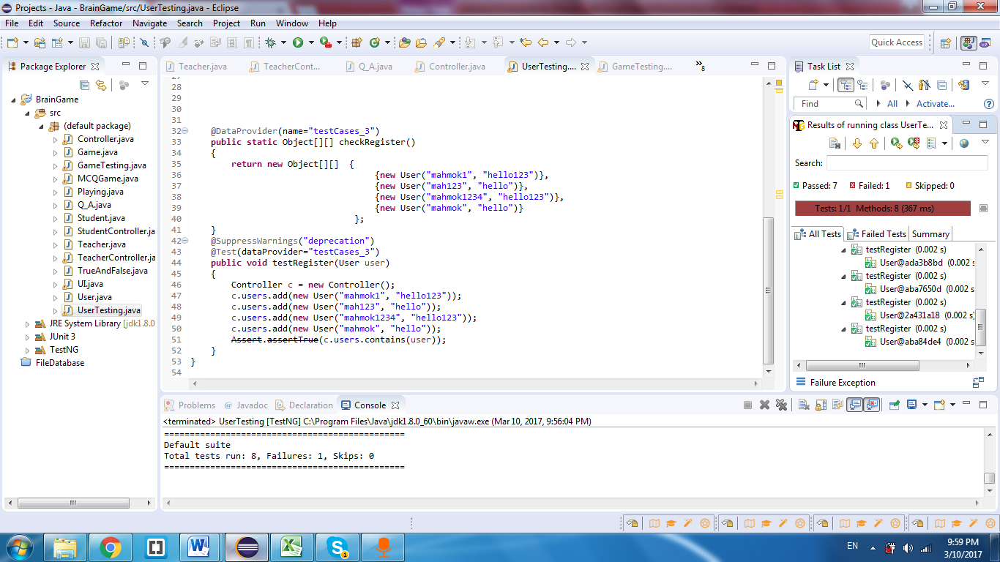 Projects - Java - BrainGame/src/UserTesting.java - Eclipse
File Edit Source Refactor Navigate Search Project Run Window Help
Quick Access
Package Explorer
BrainGame
src
(default package)
Controller.java
Game.java
GameTesting.java
MCQGame.java
Playing.java
Q_A.java
Student.java
StudentController.ja
Teacher.java
TeacherController.ja
TrueAndFalse.java
UI.java
User.java
UserTesting.java
JRE System Library [jdk1.8.0
JUnit 3
TestNG
FileDatabase
Teacher.java TeacherCont... Q_A.java Controller.java UserTesting.... GameTesting.... »8
27
28
29
30
31
32 @DataProvider(name="testCases_3")
33 public static Object[][] checkRegister()
34 {
35 return new Object[][] {
36 {new User("mahmok1", "hello123")},
37 {new User("mah123", "hello")},
38 {new User("mahmok1234", "hello123")},
39 {new User("mahmok", "hello")}
40 };
41 }
42 @SuppressWarnings("deprecation")
43 @Test(dataProvider="testCases_3")
44 public void testRegister(User user)
45 {
46 Controller c = new Controller();
47 c.users.add(new User("mahmok1", "hello123"));
48 c.users.add(new User("mah123", "hello"));
49 c.users.add(new User("mahmok1234", "hello123"));
50 c.users.add(new User("mahmok", "hello"));
51 Assert.assertTrue(c.users.contains(user));
52 }
53 }
54
Task List
Find All Activate...
Results of running class UserTe...
Search:
Passed: 7 Failed: 1 Skipped: 0
Tests: 1/1 Methods: 8 (367 ms)
All Tests Failed Tests Summary
testRegister (0.002 s)
User@ada3b8bd (0.002 s
testRegister (0.002 s)
User@aba7650d (0.002 s
testRegister (0.002 s)
User@2a431a18 (0.002 s;
testRegister (0.002 s)
User@aba84de4 (0.002 s
Failure Exception
Problems @ Javadoc Declaration Console
<terminated> UserTesting [TestNG] C:\Program Files\Java\jdk1.8.0_60\bin\javaw.exe (Mar 10, 2017, 9:56:04 PM)
===============================================
Default suite
Total tests run: 8, Failures: 1, Skips: 0
===============================================
EN
9:59 PM
3/10/2017